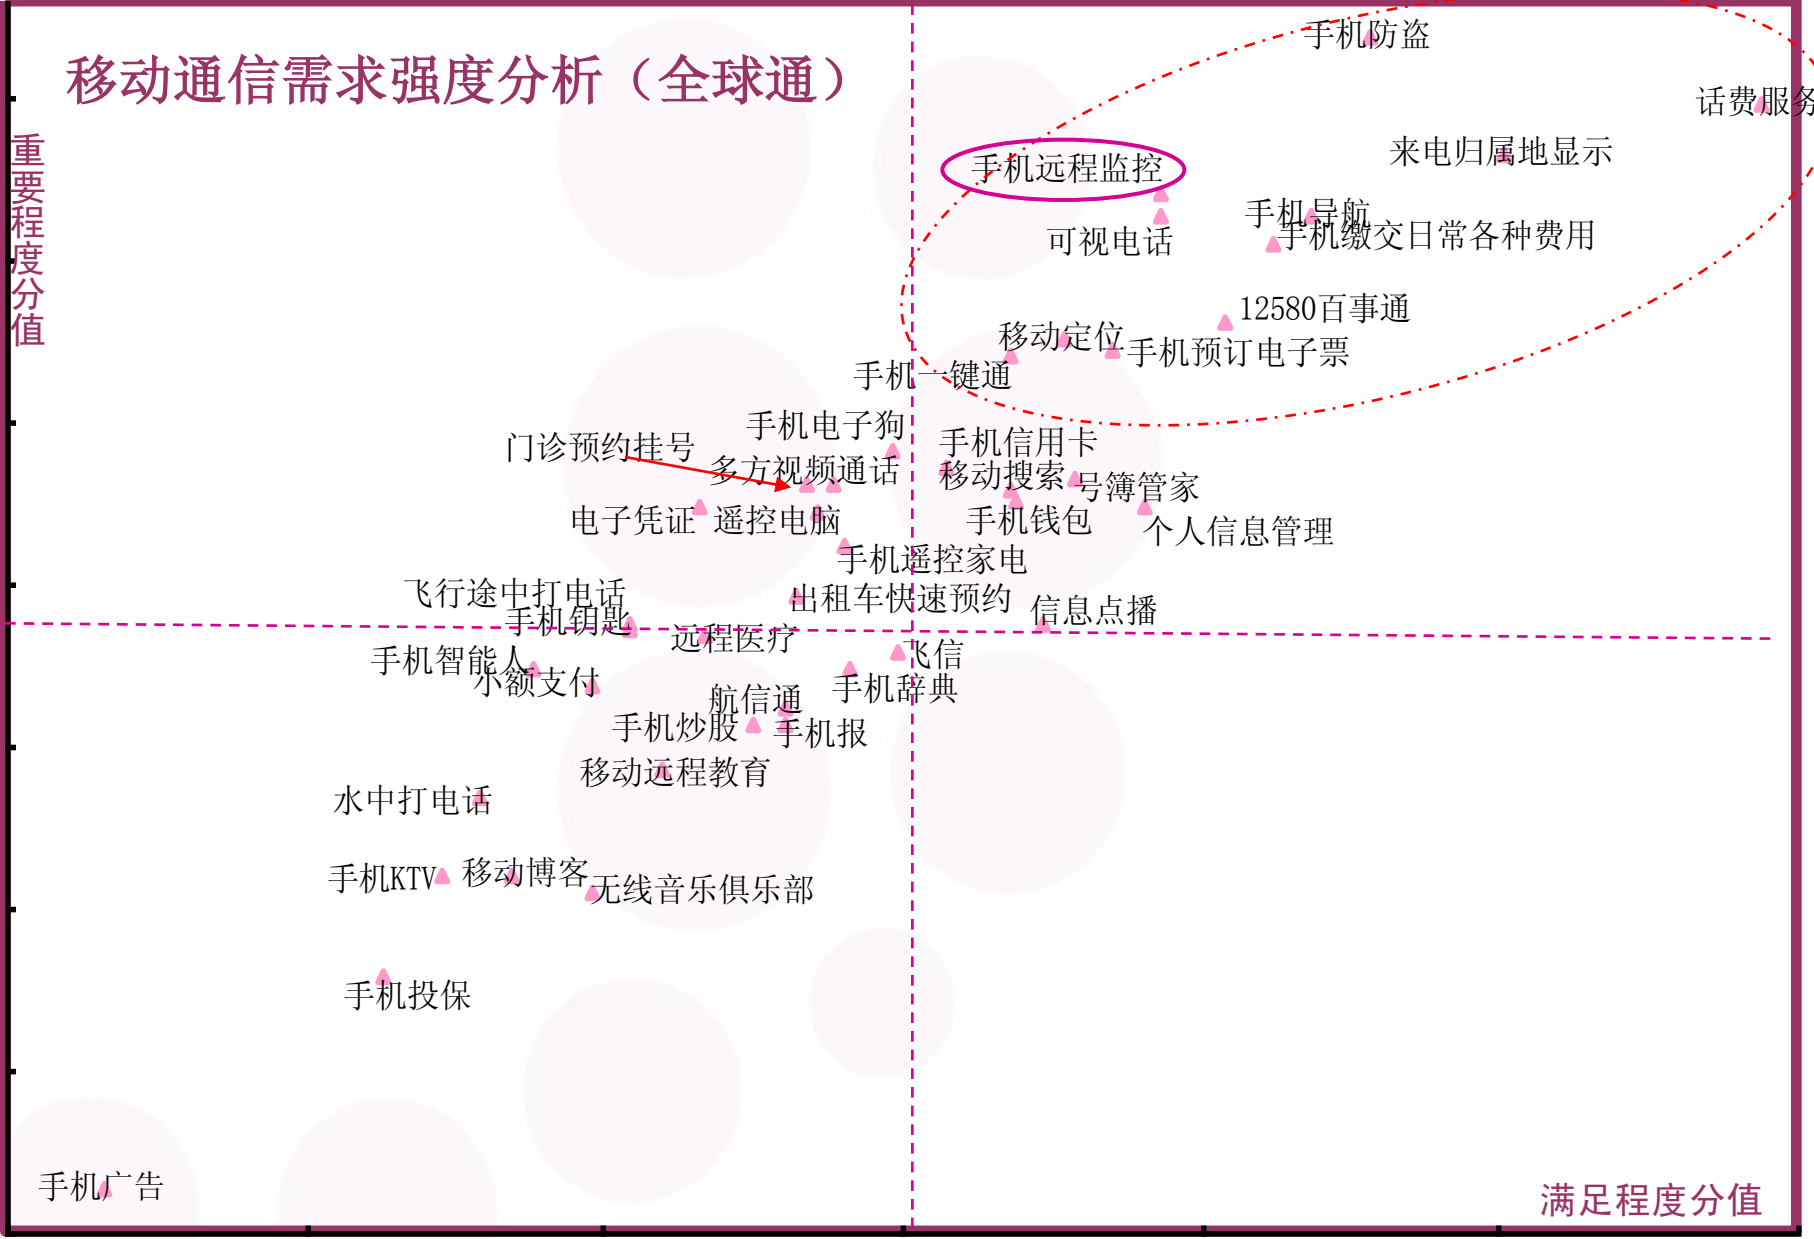 移动通信需求强度分析（全球通）
重要程度分值
手机防盗
话费服务
来电归属地显示
手机远程监控
手机导航
可视电话
手机缴交日常各种费用
12580百事通
移动定位
手机预订电子票
手机一键通
手机电子狗
门诊预约挂号
手机信用卡
多方视频通话
移动搜索
号簿管家
电子凭证
遥控电脑
手机钱包
个人信息管理
手机遥控家电
飞行途中打电话
出租车快速预约
信息点播
手机钥匙
远程医疗
飞信
手机智能人
小额支付
手机辞典
航信通
手机炒股
手机报
移动远程教育
水中打电话
手机KTV
移动博客
无线音乐俱乐部
手机投保
手机广告
满足程度分值